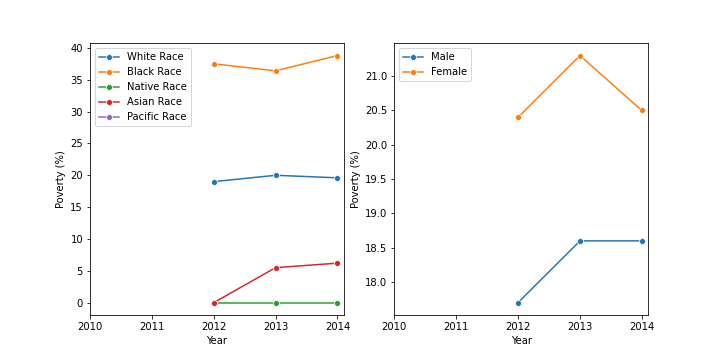 White Race
Black Race
Native Race
Asian Race
Pacific Race
40
35
30
25
20
15
10
5
0
Poverty (%)
2010 2011 2012 2013 2014
Year
Male
Female
21.0
20.5
20.0
19.5
19.0
18.5
18.0
Poverty (%)
2010 2011 2012 2013 2014
Year